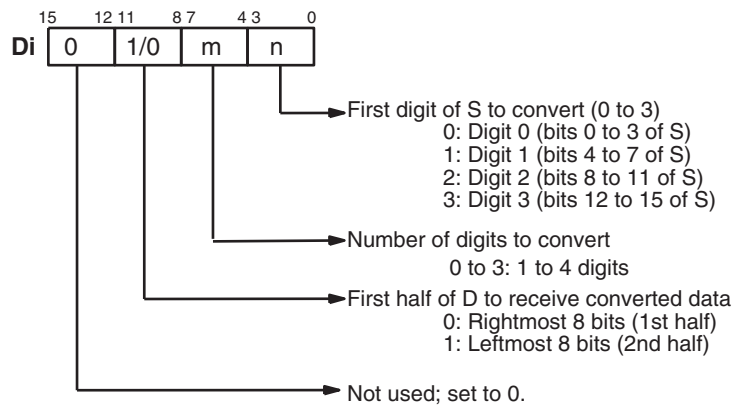 15 12 11 8 7 4 3 0
Di 0 1/0 m n
First digit of S to convert (0 to 3)
0: Digit 0 (bits 0 to 3 of S)
1: Digit 1 (bits 4 to 7 of S)
2: Digit 2 (bits 8 to 11 of S)
3: Digit 3 (bits 12 to 15 of S)
Number of digits to convert
0 to 3: 1 to 4 digits
First half of D to receive converted data
0: Rightmost 8 bits (1st half)
1: Leftmost 8 bits (2nd half)
Not used; set to 0.